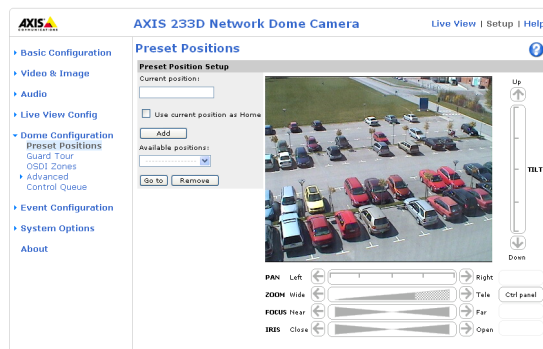 AXIS
COMMUNICATIONS
AXIS 233D Network Dome Camera
Live View | Setup | Help
Basic Configuration
Video & Image
Audio
Live View Config
Dome Configuration
Preset Positions
Guard Tour
OSDI Zones
Advanced
Control Queue
Event Configuration
System Options
About
Preset Positions
?
Preset Position Setup
Current position:
Use current position as Home
Add
Available positions:
Go to
Remove
Up
TILT
Down
PAN Left Right
ZOOM Wide Tele
Ctrl panel
FOCUS Near Far
IRIS Close Open